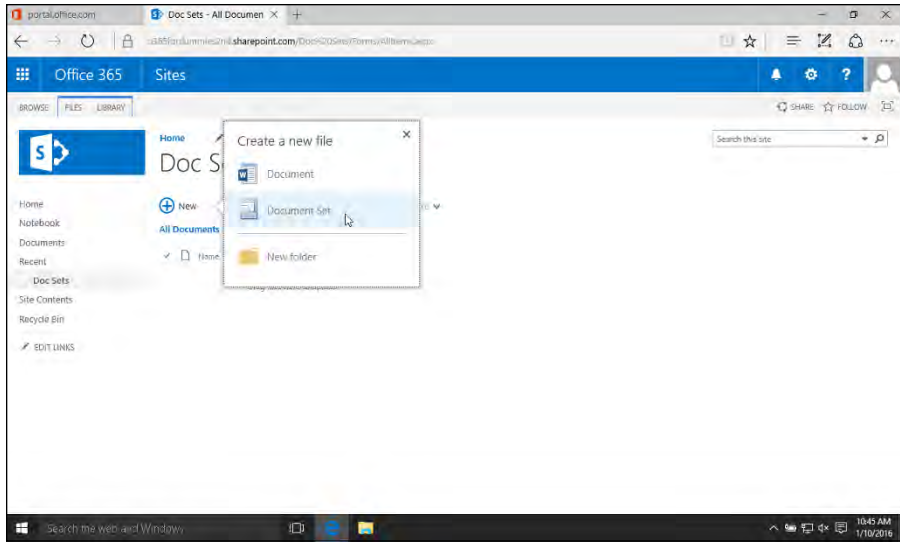 portal.office.com
Doc Sets - All Documen
sharepoint.com/
Office 365 Sites ?
BROWSE FILES LIBRARY
SHARE FOLLOW
Home
Create a new file
Search this site
S
Doc S
Document
Home
New
Document Set
Notebook
All Documents
Documents
Name
New folder
Recent
Doc Sets
Site Contents
Recycle Bin
EDIT LINKS
Search the web and Windows
10:45 AM
1/10/2016